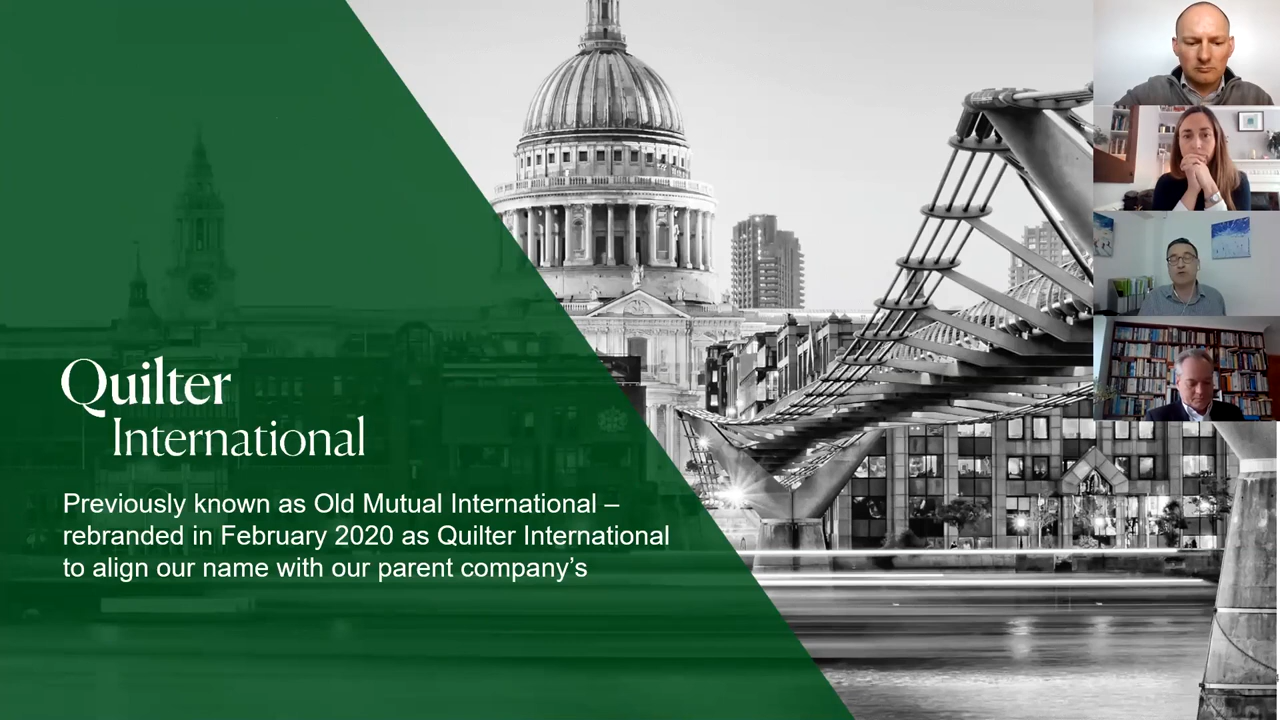 Quilter
International
Previously known as Old Mutual International –
rebranded in February 2020 as Quilter International
to align our name with our parent company’s